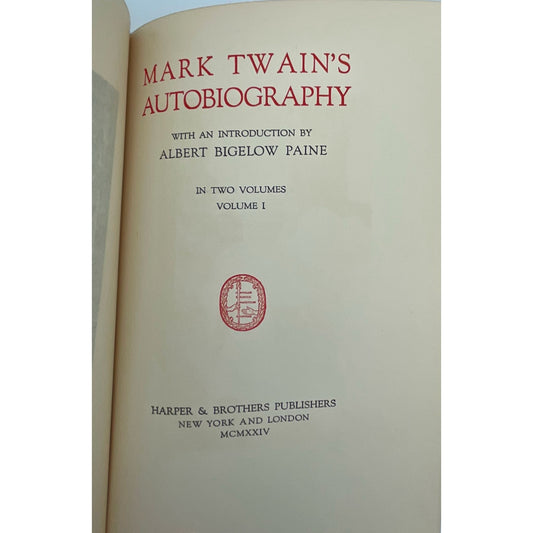 MARK TWAIN'S
AUTOBIOGRAPHY
WITH AN INTRODUCTION BY
ALBERT BIGELOW PAINE
IN TWO VOLUMES
VOLUME I
HARPER & BROTHERS PUBLISHERS
NEW YORK AND LONDON
MCMXXIV